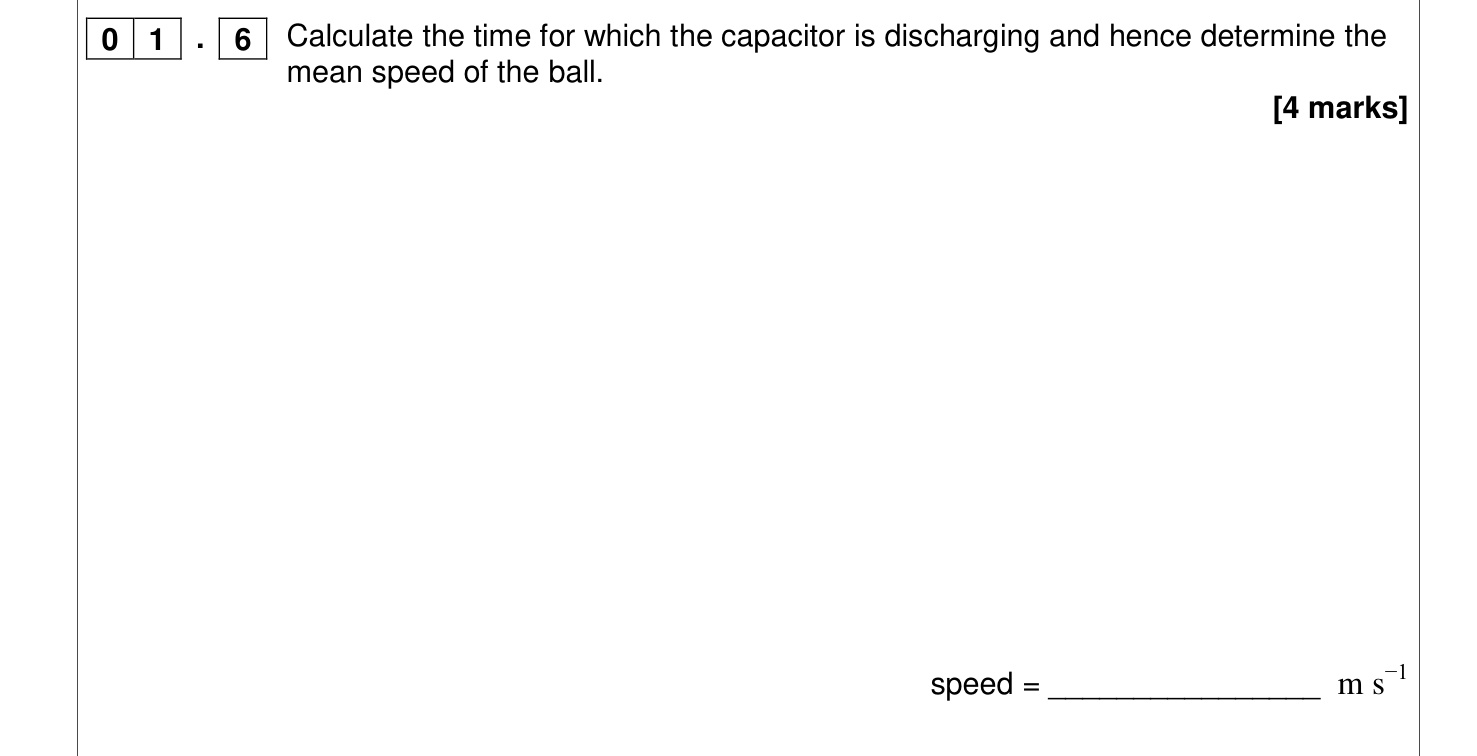 0 1 . 6 Calculate the time for which the capacitor is discharging and hence determine the
mean speed of the ball.
[4 marks]
speed = ________________ m s⁻¹